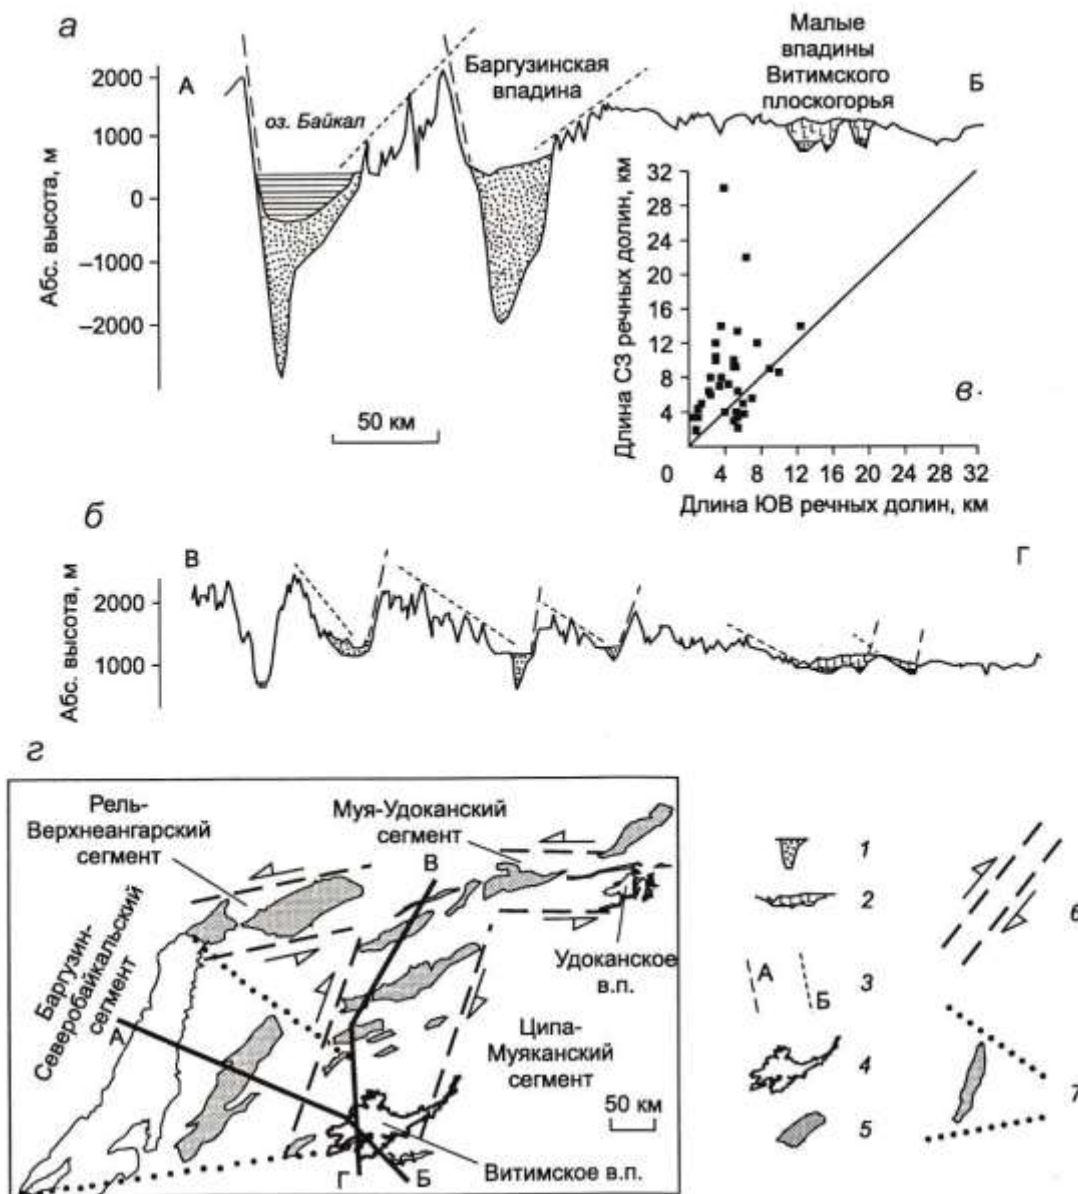 а
2000
1000
0
–1000
–2000
Абс. высота, м
А
оз. Байкал
Баргузинская
впадина
Малые
впадины
Витимского
плоскогорья
Б
50 км
Длина СЗ речных долин, км
32
28
24
20
16
12
8
4
0
4 8 12 16 20 24 28 32
Длина ЮВ речных долин, км
в
б
В
Г
2000
1000
Абс. высота, м
г
Рель-
Верхнеангарский
сегмент
Муя-Удоканский
сегмент
В
Баргузин-
Северобайкальский
сегмент
А
Удоканское
в.п.
Ципа-
Муяканский
сегмент
50 км
Витимское в.п.
Г
Б
1
2
3
А
Б
4
5
6
7